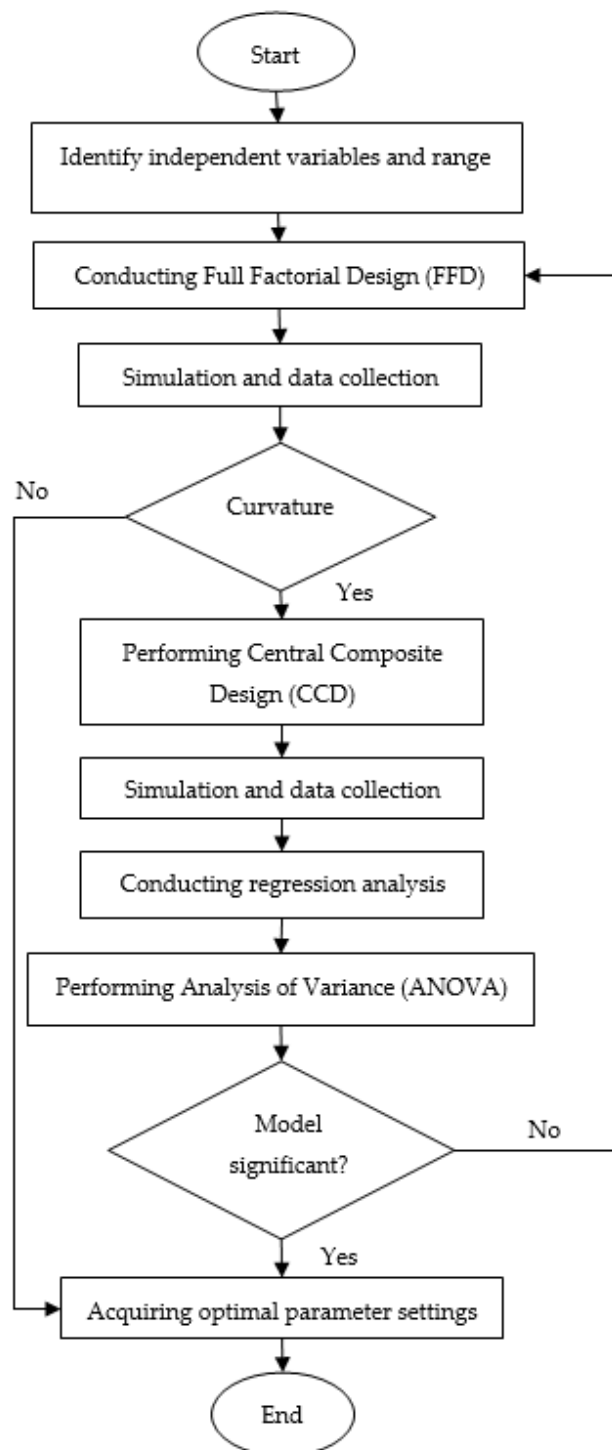 Start
Identify independent variables and range
Conducting Full Factorial Design (FFD)
Simulation and data collection
No
Curvature
Yes
Performing Central Composite
Design (CCD)
Simulation and data collection
Conducting regression analysis
Performing Analysis of Variance (ANOVA)
Model
significant?
No
Yes
Acquiring optimal parameter settings
End